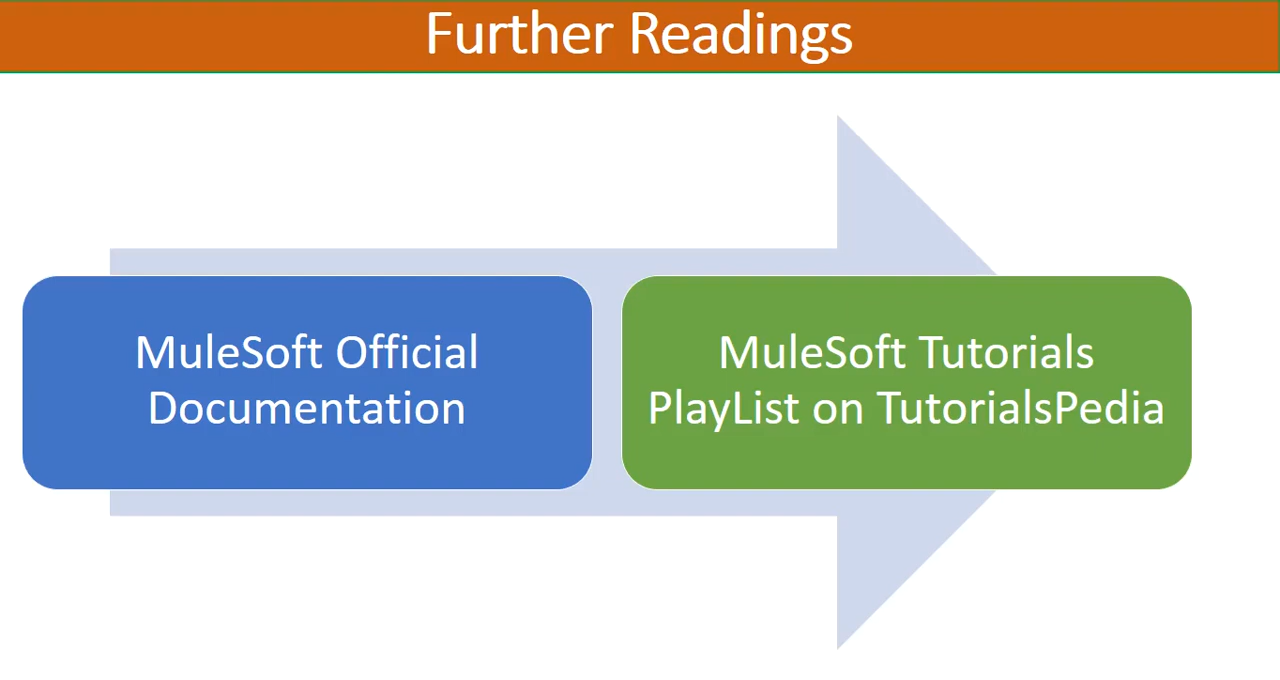 Further Readings
MuleSoft Official
Documentation
MuleSoft Tutorials
PlayList on TutorialsPedia